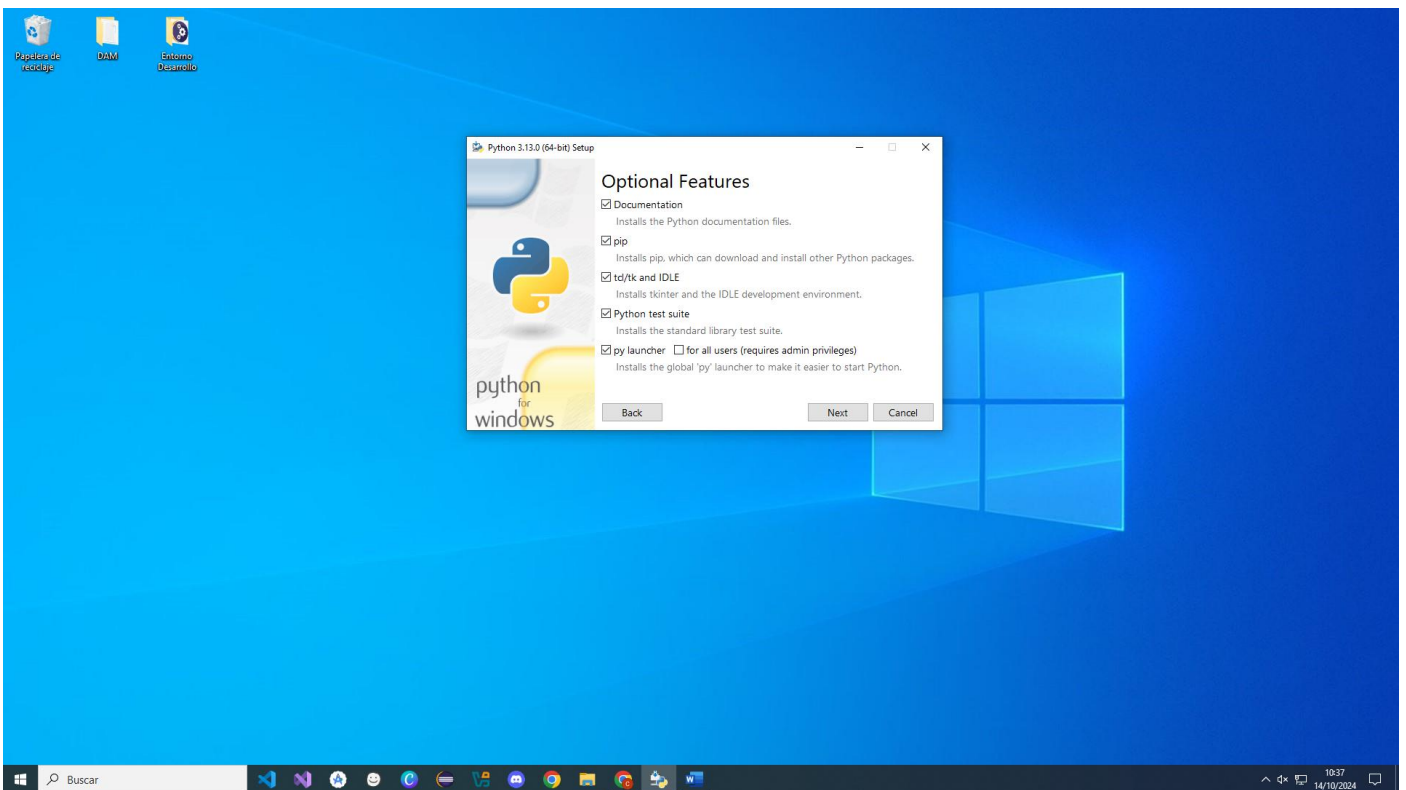 Papelera de
reciclaje
DAM
Entorno
Desarrollo
Python 3.13.0 (64-bit) Setup
Optional Features
Documentation
Installs the Python documentation files.
pip
Installs pip, which can download and install other Python packages.
tcl/tk and IDLE
Installs tkinter and the IDLE development environment.
Python test suite
Installs the standard library test suite.
py launcher for all users (requires admin privileges)
Installs the global 'py' launcher to make it easier to start Python.
python
for
windows
Back Next Cancel
Buscar
10:37
14/10/2024